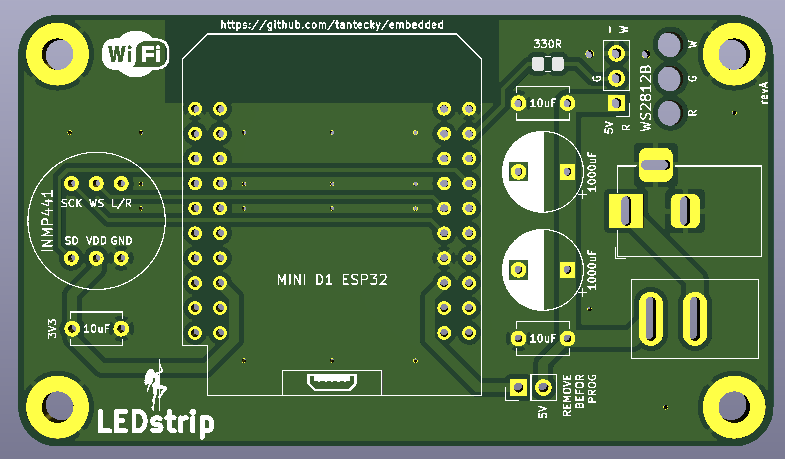 https://github.com/tantecky/embedded
WiFi
330R
- W
G
5V R
10uF
WS2812B
W
G
R
revA
1000uF
+
INMP441
SCK WS L/R
SD VDD GND
MINI D1 ESP32
1000uF
+
3V3
10uF
10uF
5V
REMOVE
BEFOR
PROG
LEDstrip